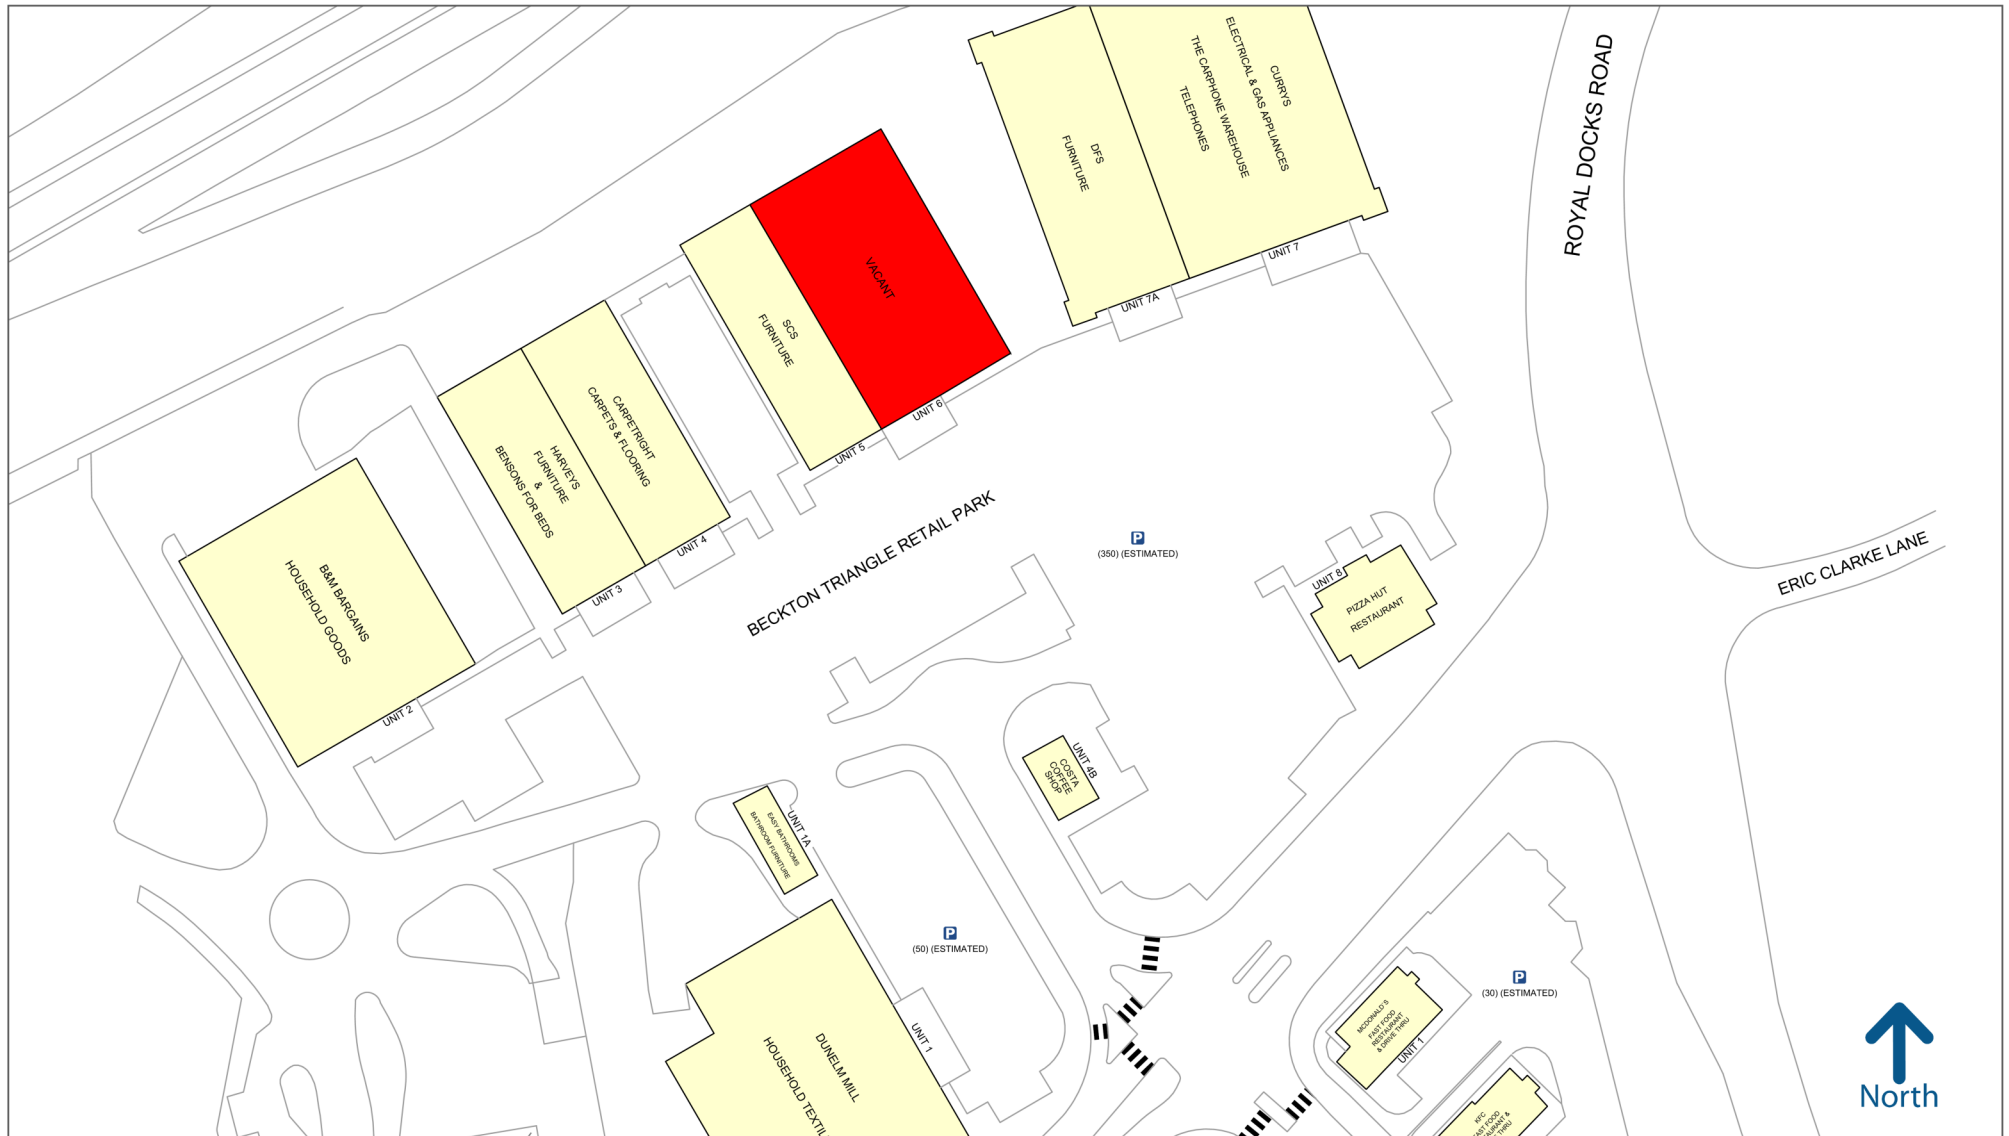 ROYAL DOCKS ROAD
CURRYS
ELECTRICAL & GAS APPLIANCES
THE CARPHONE WAREHOUSE
TELEPHONES
UNIT 7
DFS
FURNITURE
UNIT 7A
VACANT
UNIT 6
SCS
FURNITURE
UNIT 5
CARPETRIGHT
CARPETS & FLOORING
UNIT 4
HARVEYS
FURNITURE
&
BENSONS FOR BEDS
UNIT 3
B&M BARGAINS
HOUSEHOLD GOODS
UNIT 2
BECKTON TRIANGLE RETAIL PARK
P
(350) (ESTIMATED)
UNIT 8
PIZZA HUT
RESTAURANT
ERIC CLARKE LANE
UNIT 4B
COSTA
COFFEE
SHOP
UNIT 1A
EASY BATHROOMS
BATHROOM FURNITURE
P
(50) (ESTIMATED)
DUNELM MILL
HOUSEHOLD TEXTIL
UNIT 1
P
(30) (ESTIMATED)
MCDONALD'S
FAST FOOD
RESTAURANT
& DRIVE THRU
UNIT 1
KFC
FOOD
THRU
North